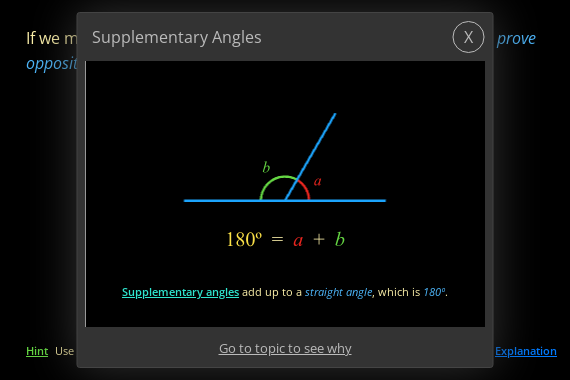 If we m
prove
opposit
Supplementary Angles
X
b
a
180º = a + b
Supplementary angles add up to a straight angle, which is 180º.
Go to topic to see why
Hint Use
Explanation